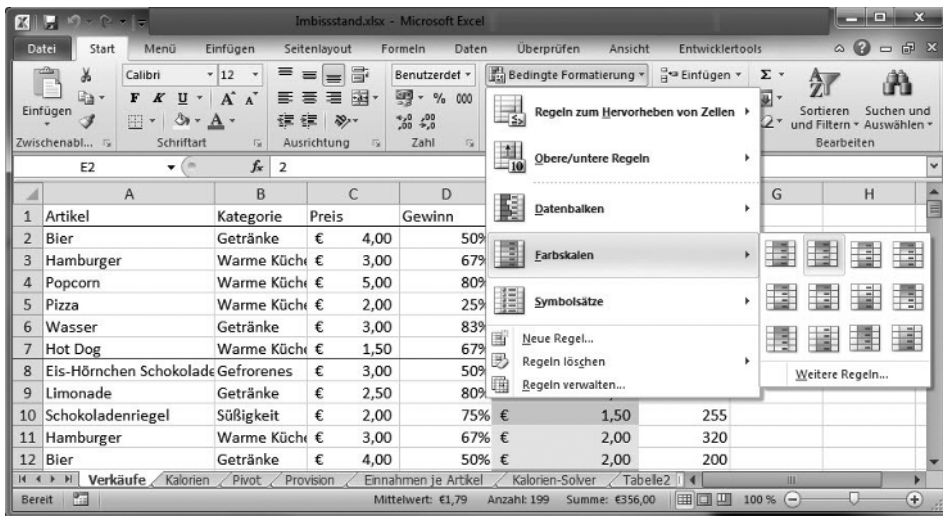 Imbissstand.xlsx - Microsoft Excel
Datei Start Menü Einfügen Seitenlayout Formeln Daten Überprüfen Ansicht Entwicklertools
Calibri 12 Benutzerdef Bedingte Formatierung Einfügen Σ
Einfügen F K U A A % 000 Sortieren und Filtern Suchen und Auswählen
Zwischenabl... Schriftart Ausrichtung Zahl Bearbeiten
E2 fx 2
A B C D G H
1 Artikel Kategorie Preis Gewinn
2 Bier Getränke € 4,00 50%
3 Hamburger Warme Küche € 3,00 67%
4 Popcorn Warme Küche € 5,00 80%
5 Pizza Warme Küche € 2,00 25%
6 Wasser Getränke € 3,00 83%
7 Hot Dog Warme Küche € 1,50 67%
8 Eis-Hörnchen Schokolade Gefrorenes € 3,00 50%
9 Limonade Getränke € 2,50 80%
10 Schokoladenriegel Süßigkeit € 2,00 75% € 1,50 255
11 Hamburger Warme Küche € 3,00 67% € 2,00 320
12 Bier Getränke € 4,00 50% € 2,00 200
Regeln zum Hervorheben von Zellen
Obere/untere Regeln
Datenbalken
Farbskalen
Symbolsätze
Neue Regel...
Regeln löschen
Regeln verwalten...
Weitere Regeln...
Verkäufe Kalorien Pivot Provision Einnahmen je Artikel Kalorien-Solver Tabelle2
Bereit Mittelwert: €1,79 Anzahl: 199 Summe: €356,00 100 %